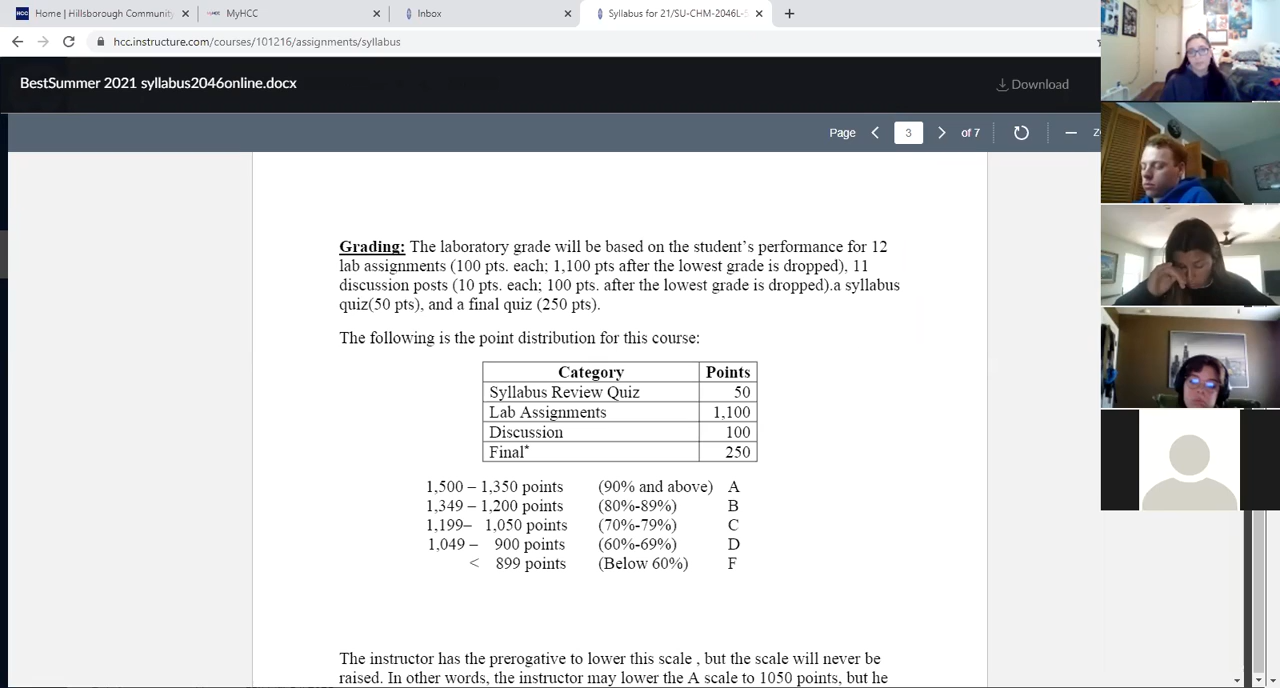 Home | Hillsborough Community
MyHCC
Inbox
Syllabus for 21/SU-CHM-2046L-
hcc.instructure.com/courses/101216/assignments/syllabus
BestSummer 2021 syllabus2046online.docx
Download
Page 3 of 7
Grading: The laboratory grade will be based on the student's performance for 12
lab assignments (100 pts. each; 1,100 pts after the lowest grade is dropped), 11
discussion posts (10 pts. each; 100 pts. after the lowest grade is dropped).a syllabus
quiz(50 pts), and a final quiz (250 pts).
The following is the point distribution for this course:
Category Points
Syllabus Review Quiz 50
Lab Assignments 1,100
Discussion 100
Final* 250
1,500 – 1,350 points (90% and above) A
1,349 – 1,200 points (80%-89%) B
1,199– 1,050 points (70%-79%) C
1,049 – 900 points (60%-69%) D
< 899 points (Below 60%) F
The instructor has the prerogative to lower this scale , but the scale will never be
raised. In other words, the instructor may lower the A scale to 1050 points, but he